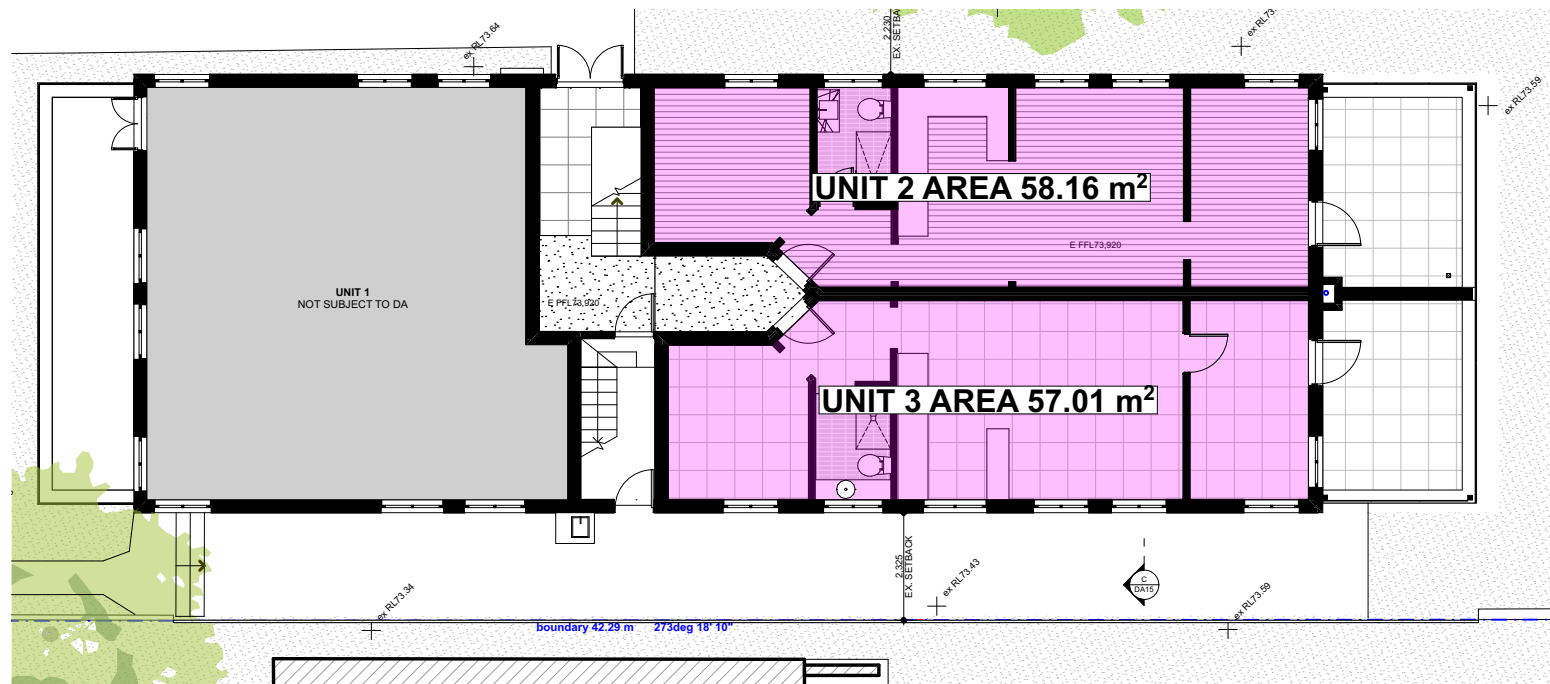 ex RL73.64
2,230
EX. SETBA
ex RL73.
ex RL73.59
UNIT 2 AREA 58.16 m²
E FFL73,920
UNIT 1
NOT SUBJECT TO DA
E FFL73,920
UNIT 3 AREA 57.01 m²
2,325
EX. SETBACK
C
DA15
ex RL73.34
ex RL73.43
ex RL73.59
boundary 42.29 m 273deg 18' 10"